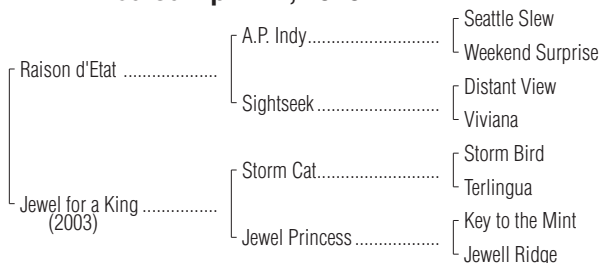 Seattle Slew
A.P. Indy
Weekend Surprise
Raison d'Etat
Distant View
Sightseek
Viviana
Storm Bird
Storm Cat
Terlingua
Jewel for a King
(2003)
Key to the Mint
Jewel Princess
Jewell Ridge